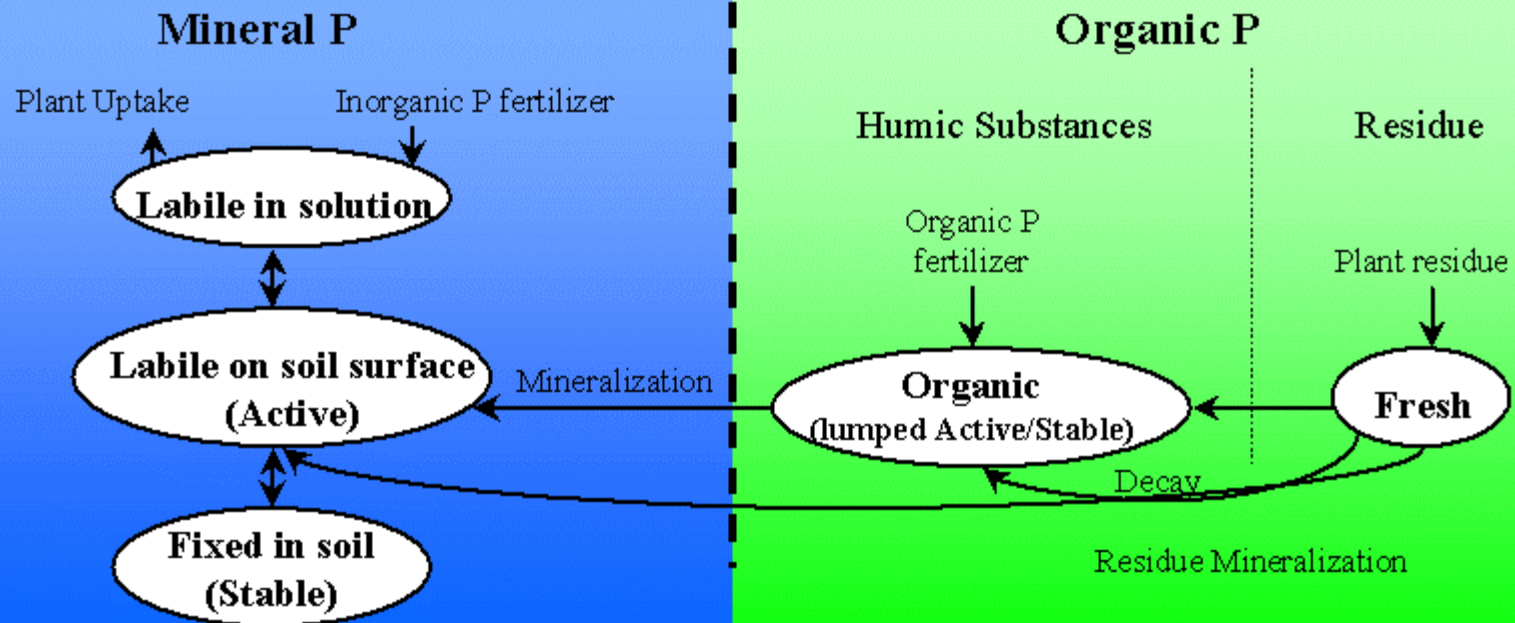 Mineral P
Organic P
Plant Uptake
Inorganic P fertilizer
Humic Substances
Residue
Labile in solution
Organic P
fertilizer
Plant residue
Labile on soil surface
(Active)
Mineralization
Organic
(lumped Active/Stable)
Fresh
Decay
Fixed in soil
(Stable)
Residue Mineralization